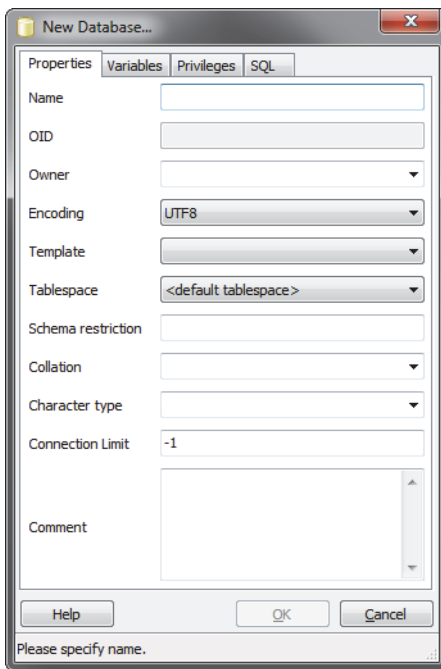 New Database...
Properties Variables Privileges SQL
Name
OID
Owner
Encoding UTF8
Template
Tablespace <default tablespace>
Schema restriction
Collation
Character type
Connection Limit -1
Comment
Help OK Cancel
Please specify name.